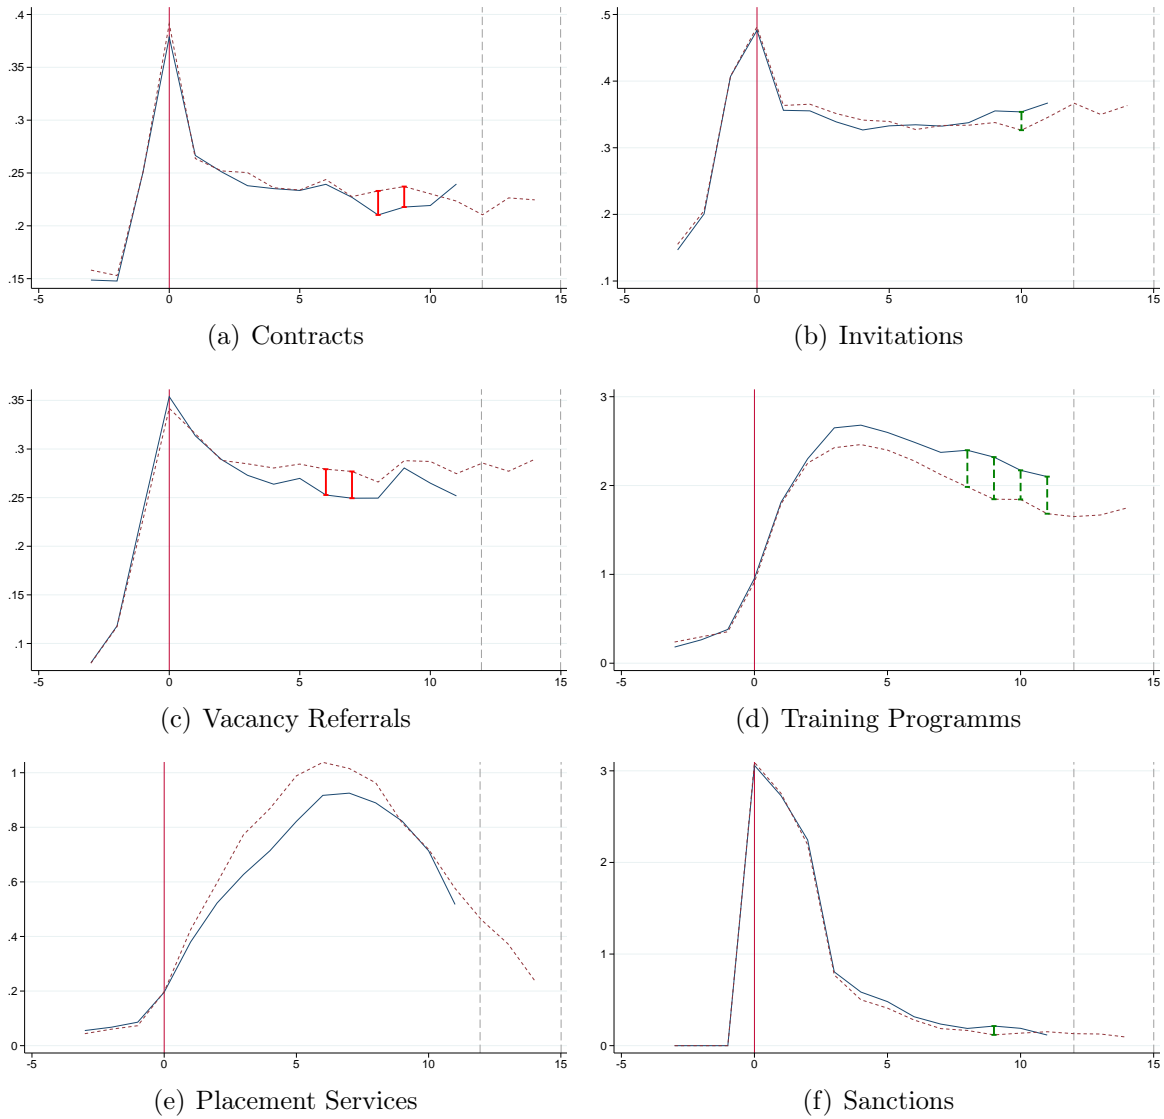 .4
.35
.3
.25
.2
.15
-5 0 5 10 15
(a) Contracts
.5
.4
.3
.2
.1
-5 0 5 10 15
(b) Invitations
.35
.3
.25
.2
.15
.1
-5 0 5 10 15
(c) Vacancy Referrals
3
2
1
0
-5 0 5 10 15
(d) Training Programms
1
.8
.6
.4
.2
0
-5 0 5 10 15
(e) Placement Services
3
2
1
0
-5 0 5 10 15
(f) Sanctions